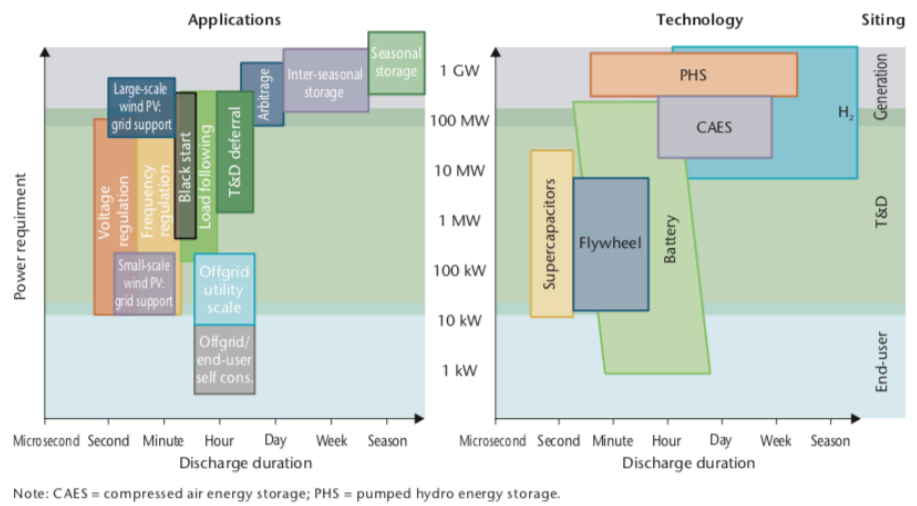 Applications
Technology
Siting
Power requirment
Large-scale
wind PV:
grid support
Voltage
regulation
Frequency
regulation
Small-scale
wind PV:
grid support
Black start
Load following
T&D deferral
Arbitrage
Inter-seasonal
storage
Seasonal
storage
Offgrid
utility
scale
Offgrid/
end-user
self cons.
Microsecond Second Minute Hour Day Week Season
Discharge duration
1 GW
100 MW
10 MW
1 MW
100 kW
10 kW
1 kW
Supercapacitors
Flywheel
Battery
PHS
CAES
H2
Microsecond Second Minute Hour Day Week Season
Discharge duration
Generation
T&D
End-user
Note: CAES = compressed air energy storage; PHS = pumped hydro energy storage.